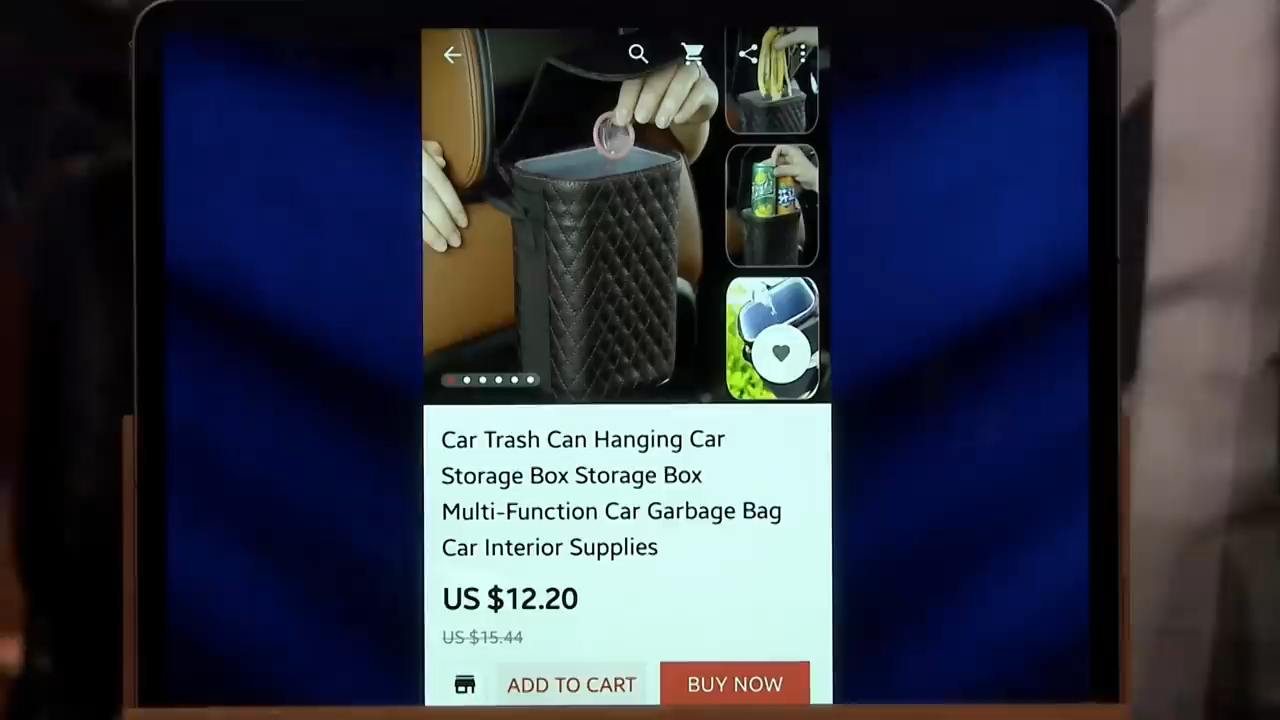 Car Trash Can Hanging Car
Storage Box Storage Box
Multi-Function Car Garbage Bag
Car Interior Supplies
US $12.20
US $15.44
ADD TO CART
BUY NOW